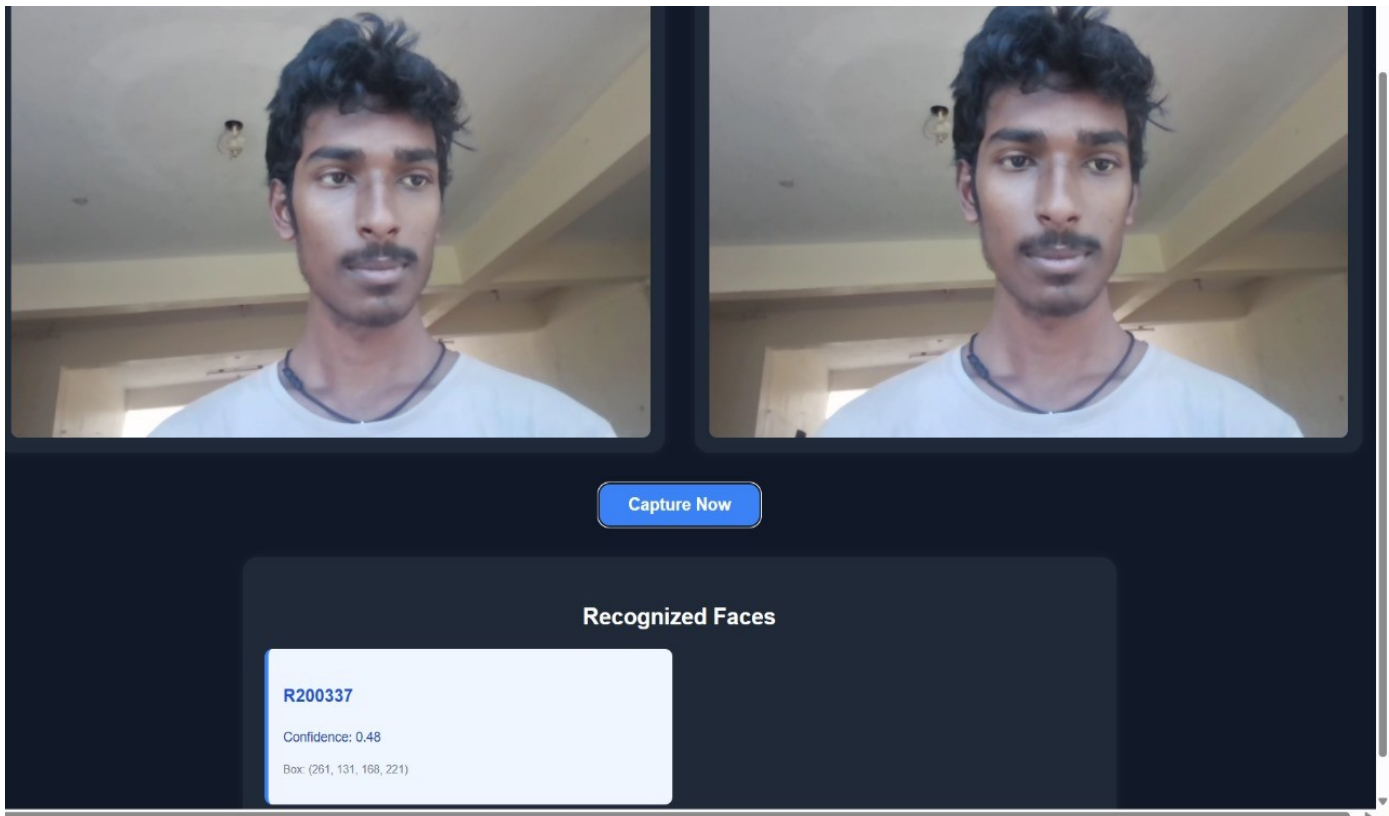 Capture Now
Recognized Faces
R200337
Confidence: 0.48
Box: (261, 131, 168, 221)